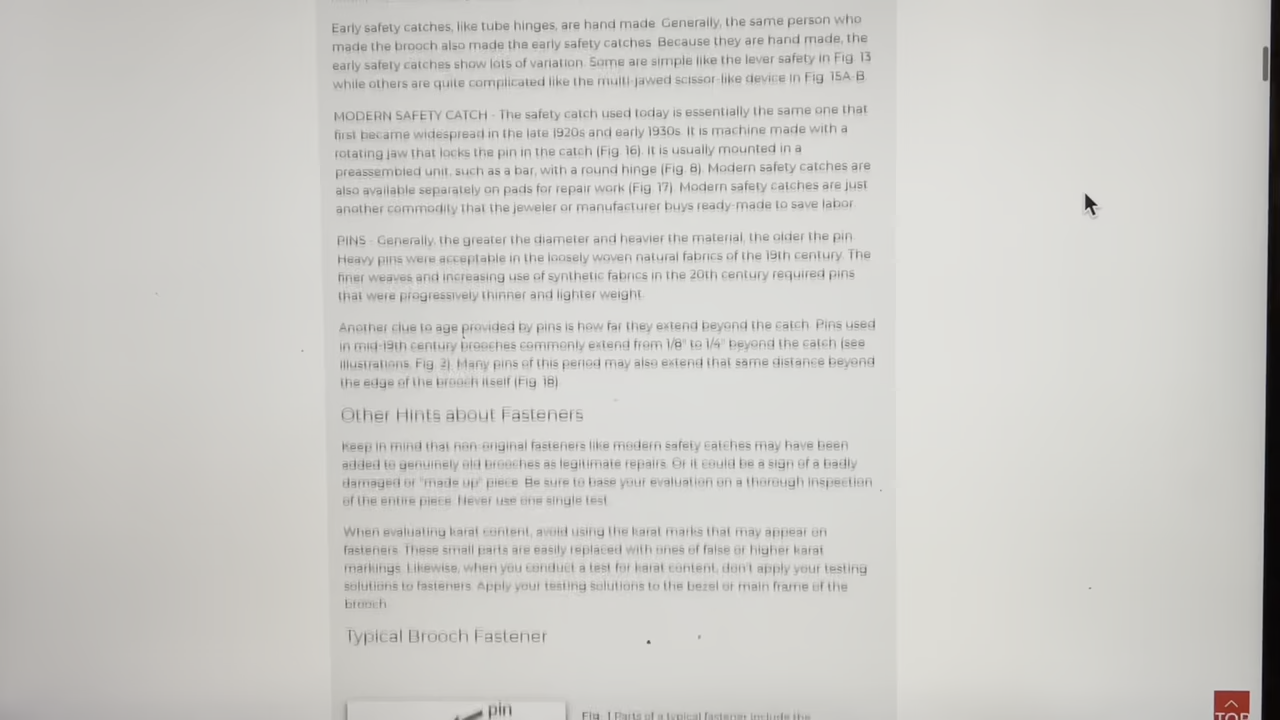 Early safety catches, like tube hinges, are hand made. Generally, the same person who
made the brooch also made the early safety catches. Because they are hand made, the
early safety catches show lots of variation. Some are simple like the lever safety in Fig. 13
while others are quite complicated like the multi-jawed scissor-like device in Fig. 15A-B.
MODERN SAFETY CATCH - The safety catch used today is essentially the same one that
first became widespread in the late 1920s and early 1930s. It is machine made with a
rotating jaw that locks the pin in the catch (Fig. 16). It is usually mounted in a
preassembled unit, such as a bar, with a round hinge (Fig. 8). Modern safety catches are
also available separately on pads for repair work (Fig. 17). Modern safety catches are just
another commodity that the jeweler or manufacturer buys ready-made to save labor.
PINS - Generally, the greater the diameter and heavier the material, the older the pin.
Heavy pins were acceptable in the loosely woven natural fabrics of the 19th century. The
finer weaves and increasing use of synthetic fabrics in the 20th century required pins
that were progressively thinner and lighter weight.
Another clue to age provided by pins is how far they extend beyond the catch. Pins used
in mid-19th century brooches commonly extend from 1/8" to 1/4" beyond the catch (see
illustrations, Fig. 2). Many pins of this period may also extend that same distance beyond
the edge of the brooch itself (Fig. 18).
Other Hints about Fasteners
Keep in mind that non-original fasteners like modern safety catches may have been
added to genuinely old brooches as legitimate repairs. Or it could be a sign of a badly
damaged or "made up" piece. Be sure to base your evaluation on a thorough inspection
of the entire piece. Never use one single test.
When evaluating karat content, avoid using the karat marks that may appear on
fasteners. These small parts are easily replaced with ones of false or higher karat
markings. Likewise, when you conduct a test for karat content, don't apply your testing
solutions to fasteners. Apply your testing solutions to the bezel or main frame of the
brooch.
Typical Brooch Fastener
pin
Fig. 1 Parts of a typical fastener include the
TOP